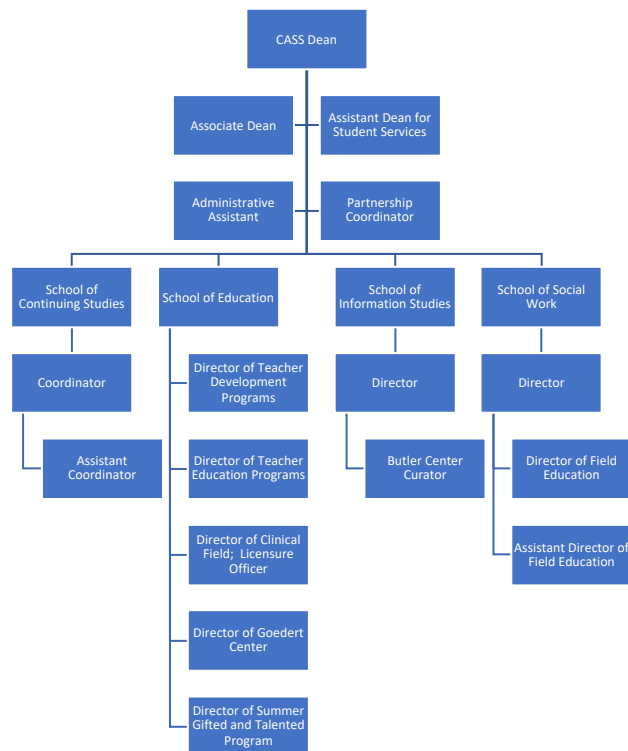 CASS Dean
Associate Dean
Assistant Dean for
Student Services
Administrative
Assistant
Partnership
Coordinator
School of
Continuing Studies
School of Education
School of
Information Studies
School of Social
Work
Coordinator
Assistant
Coordinator
Director of Teacher
Development
Programs
Director of Teacher
Education Programs
Director of Clinical
Field;  Licensure
Officer
Director of Goedert
Center
Director of Summer
Gifted and Talented
Program
Director
Butler Center
Curator
Director
Director of Field
Education
Assistant Director of
Field Education